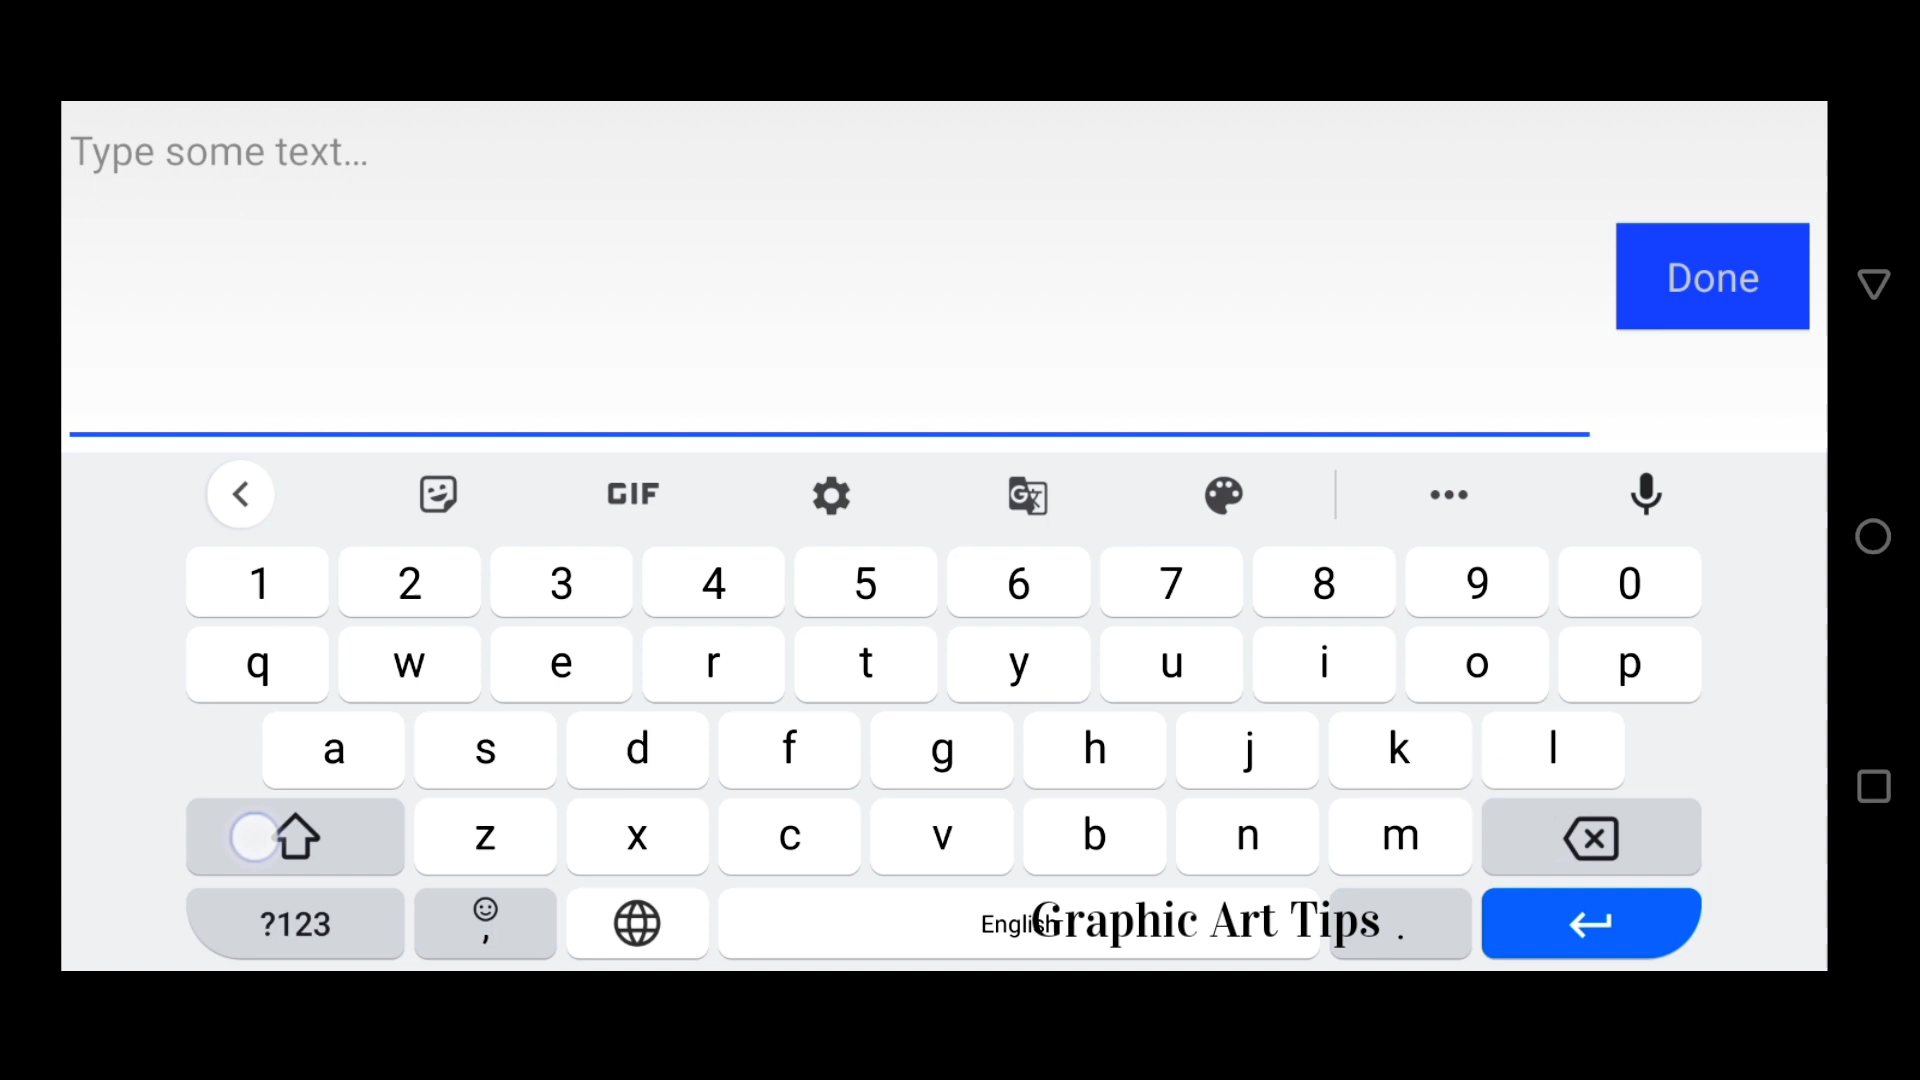 Type some text...
Done
GIF
1 2 3 4 5 6 7 8 9 0
q w e r t y u i o p
a s d f g h j k l
z x c v b n m
?123 , English Graphic Art Tips .